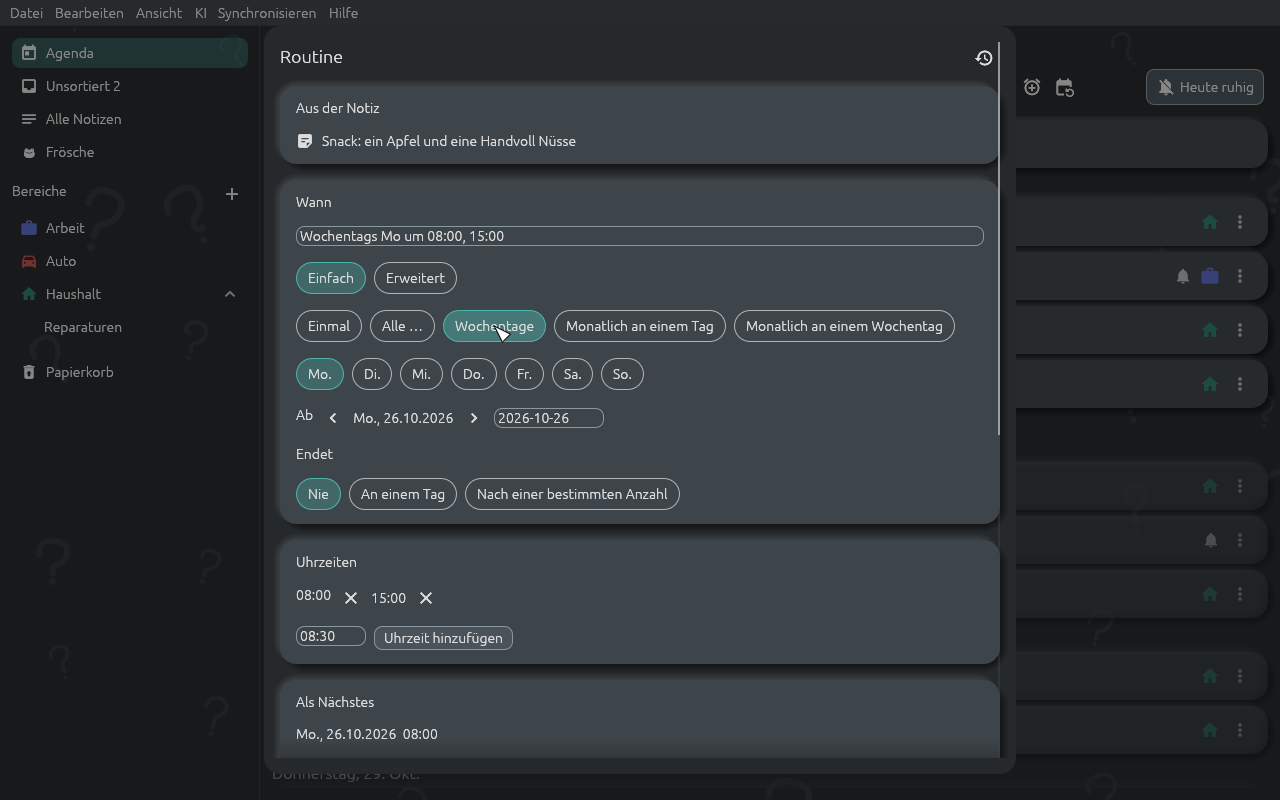 Datei Bearbeiten Ansicht KI Synchronisieren Hilfe
Agenda
Unsortiert 2
Alle Notizen
Frösche
Bereiche
Arbeit
Auto
Haushalt
Reparaturen
Papierkorb
Routine
Heute ruhig
Aus der Notiz
Snack: ein Apfel und eine Handvoll Nüsse
Wann
Wochentags Mo um 08:00, 15:00
Einfach Erweitert
Einmal Alle ... Wochentage Monatlich an einem Tag Monatlich an einem Wochentag
Mo. Di. Mi. Do. Fr. Sa. So.
Ab Mo., 26.10.2026 2026-10-26
Endet
Nie An einem Tag Nach einer bestimmten Anzahl
Uhrzeiten
08:00 15:00
08:30 Uhrzeit hinzufügen
Als Nächstes
Mo., 26.10.2026 08:00
Donnerstag, 29. Okt.